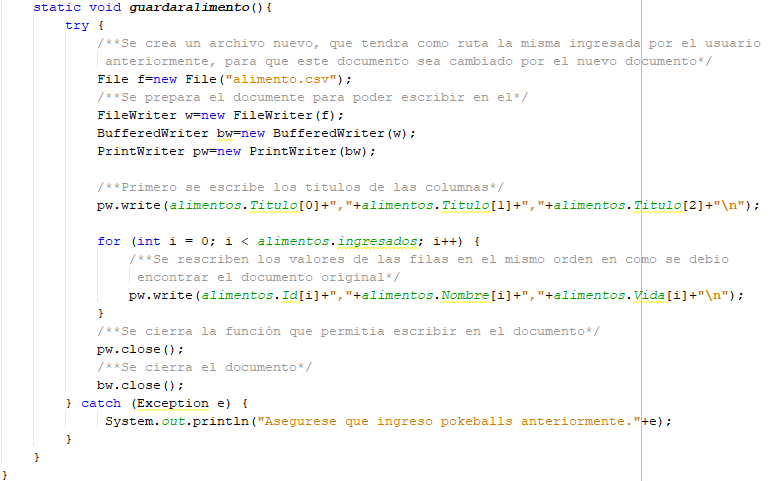 static void guardaralimento(){
try {
/**Se crea un archivo nuevo, que tendra como ruta la misma ingresada por el usuario
anteriormente, para que este documento sea cambiado por el nuevo documento*/
File f=new File("alimento.csv");
/**Se prepara el documente para poder escribir en el*/
FileWriter w=new FileWriter(f);
BufferedWriter bw=new BufferedWriter(w);
PrintWriter pw=new PrintWriter(bw);
/**Primero se escribe los titulos de las columnas*/
pw.write(alimentos.Titulo[0]+","+alimentos.Titulo[1]+","+alimentos.Titulo[2]+"\n");
for (int i = 0; i < alimentos.ingresados; i++) {
/**Se rescriben los valores de las filas en el mismo orden en como se debio
encontrar el documento original*/
pw.write(alimentos.Id[i]+","+alimentos.Nombre[i]+","+alimentos.Vida[i]+"\n");
}
/**Se cierra la función que permitia escribir en el documento*/
pw.close();
/**Se cierra el documento*/
bw.close();
} catch (Exception e) {
System.out.println("Asegurese que ingreso pokeballs anteriormente."+e);
}
}
}